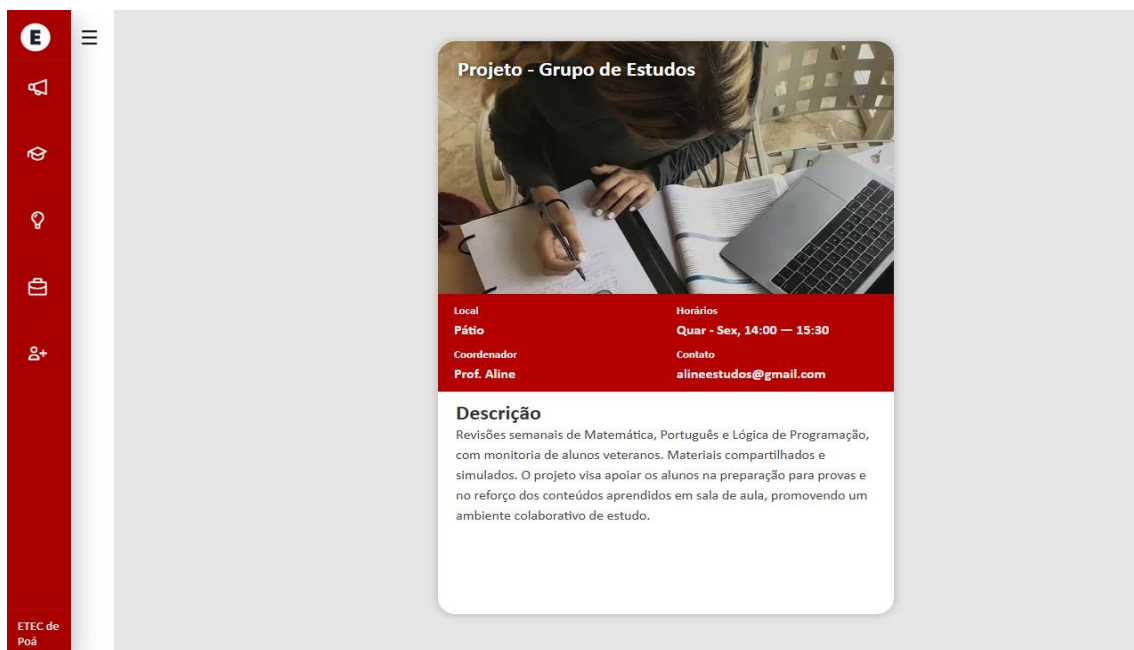 E
Projeto - Grupo de Estudos
Local
Pátio
Horários
Quar - Sex, 14:00 — 15:30
Coordenador
Prof. Aline
Contato
alineestudos@gmail.com
Descrição
Revisões semanais de Matemática, Português e Lógica de Programação,
com monitoria de alunos veteranos. Materiais compartilhados e
simulados. O projeto visa apoiar os alunos na preparação para provas e
no reforço dos conteúdos aprendidos em sala de aula, promovendo um
ambiente colaborativo de estudo.
ETEC de
Poá